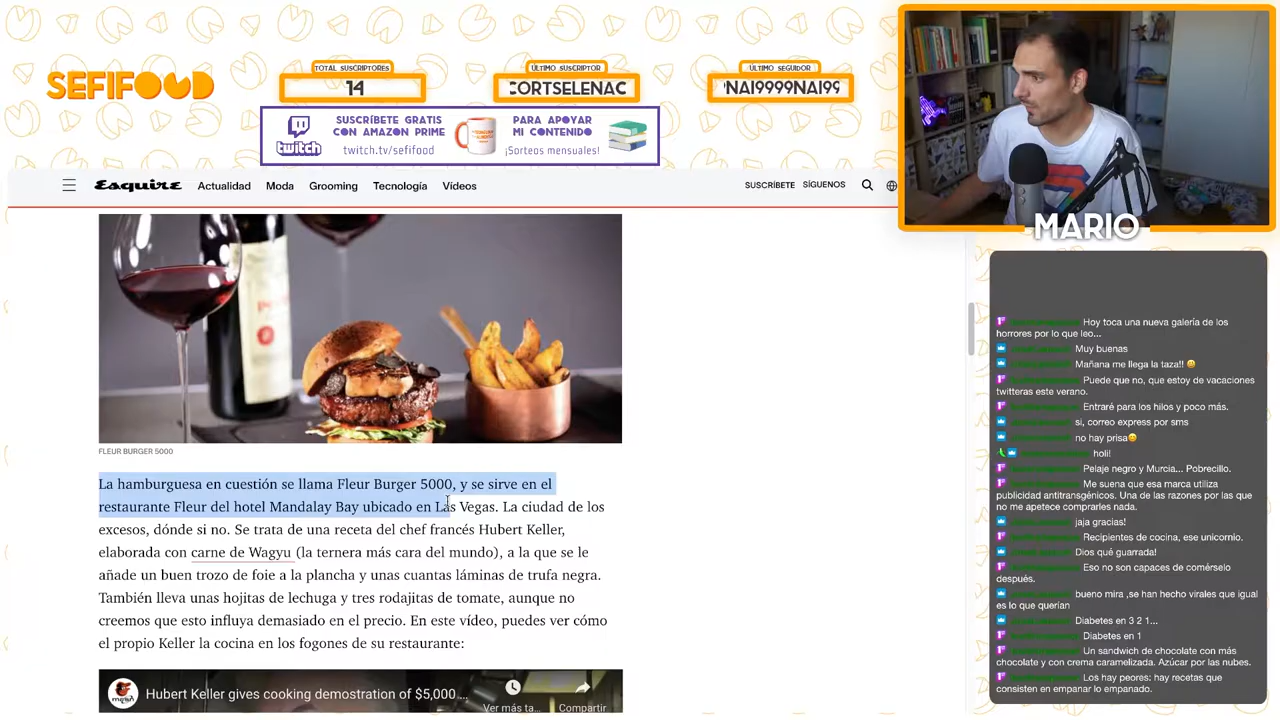 SEFIFOOD
TOTAL SUSCRIPTORES
14
ÚLTIMO SUSCRIPTOR
CORTSELENAC
ÚLTIMO SEGUIDOR
NAI9999NAI99
twitch
SUSCRÍBETE GRATIS
CON AMAZON PRIME
twitch.tv/sefifood
PARA APOYAR
MI CONTENIDO
¡Sorteos mensuales!
Esquire
Actualidad
Moda
Grooming
Tecnología
Vídeos
SUSCRÍBETE
SÍGUENOS
MARIO
FLEUR BURGER 5000
La hamburguesa en cuestión se llama Fleur Burger 5000, y se sirve en el
restaurante Fleur del hotel Mandalay Bay ubicado en Las Vegas. La ciudad de los
excesos, dónde si no. Se trata de una receta del chef francés Hubert Keller,
elaborada con carne de Wagyu (la ternera más cara del mundo), a la que se le
añade un buen trozo de foie a la plancha y unas cuantas láminas de trufa negra.
También lleva unas hojitas de lechuga y tres rodajitas de tomate, aunque no
creemos que esto influya demasiado en el precio. En este vídeo, puedes ver cómo
el propio Keller la cocina en los fogones de su restaurante:
Hubert Keller gives cooking demostration of $5,000 ...
Ver más ta...
Compartir
Hoy toca una nueva galería de los
horrores por lo que leo...
Muy buenas
Mañana me llega la taza!! 😀
Puede que no, que estoy de vacaciones
twitteras este verano.
Entraré para los hilos y poco más.
si, correo express por sms
no hay prisa😊
holi!
Pelaje negro y Murcia... Pobrecillo.
Me suena que esa marca utiliza
publicidad antitransgénicos. Una de las razones por las que
no me apetece comprarles nada.
jaja gracias!
Recipientes de cocina, ese unicornio.
Dios qué guarrada!
Eso no son capaces de comérselo
después.
bueno mira ,se han hecho virales que igual
es lo que querían
Diabetes en 3 2 1...
Diabetes en 1
Un sandwich de chocolate con más
chocolate y con crema caramelizada. Azúcar por las nubes.
Los hay peores: hay recetas que
consisten en empanar lo empanado.